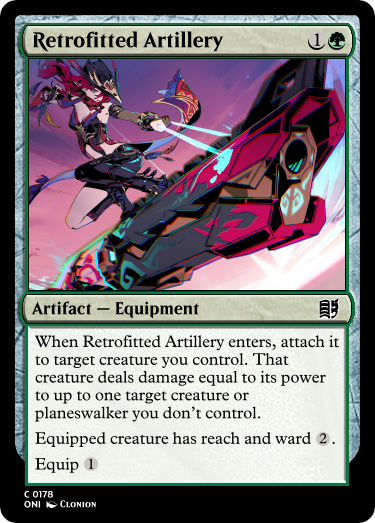 Retrofitted Artillery 1
Artifact — Equipment
When Retrofitted Artillery enters, attach it
to target creature you control. That
creature deals damage equal to its power
to up to one target creature or
planeswalker you don't control.
Equipped creature has reach and ward 2.
Equip 1
C 0178
ONI Clonion